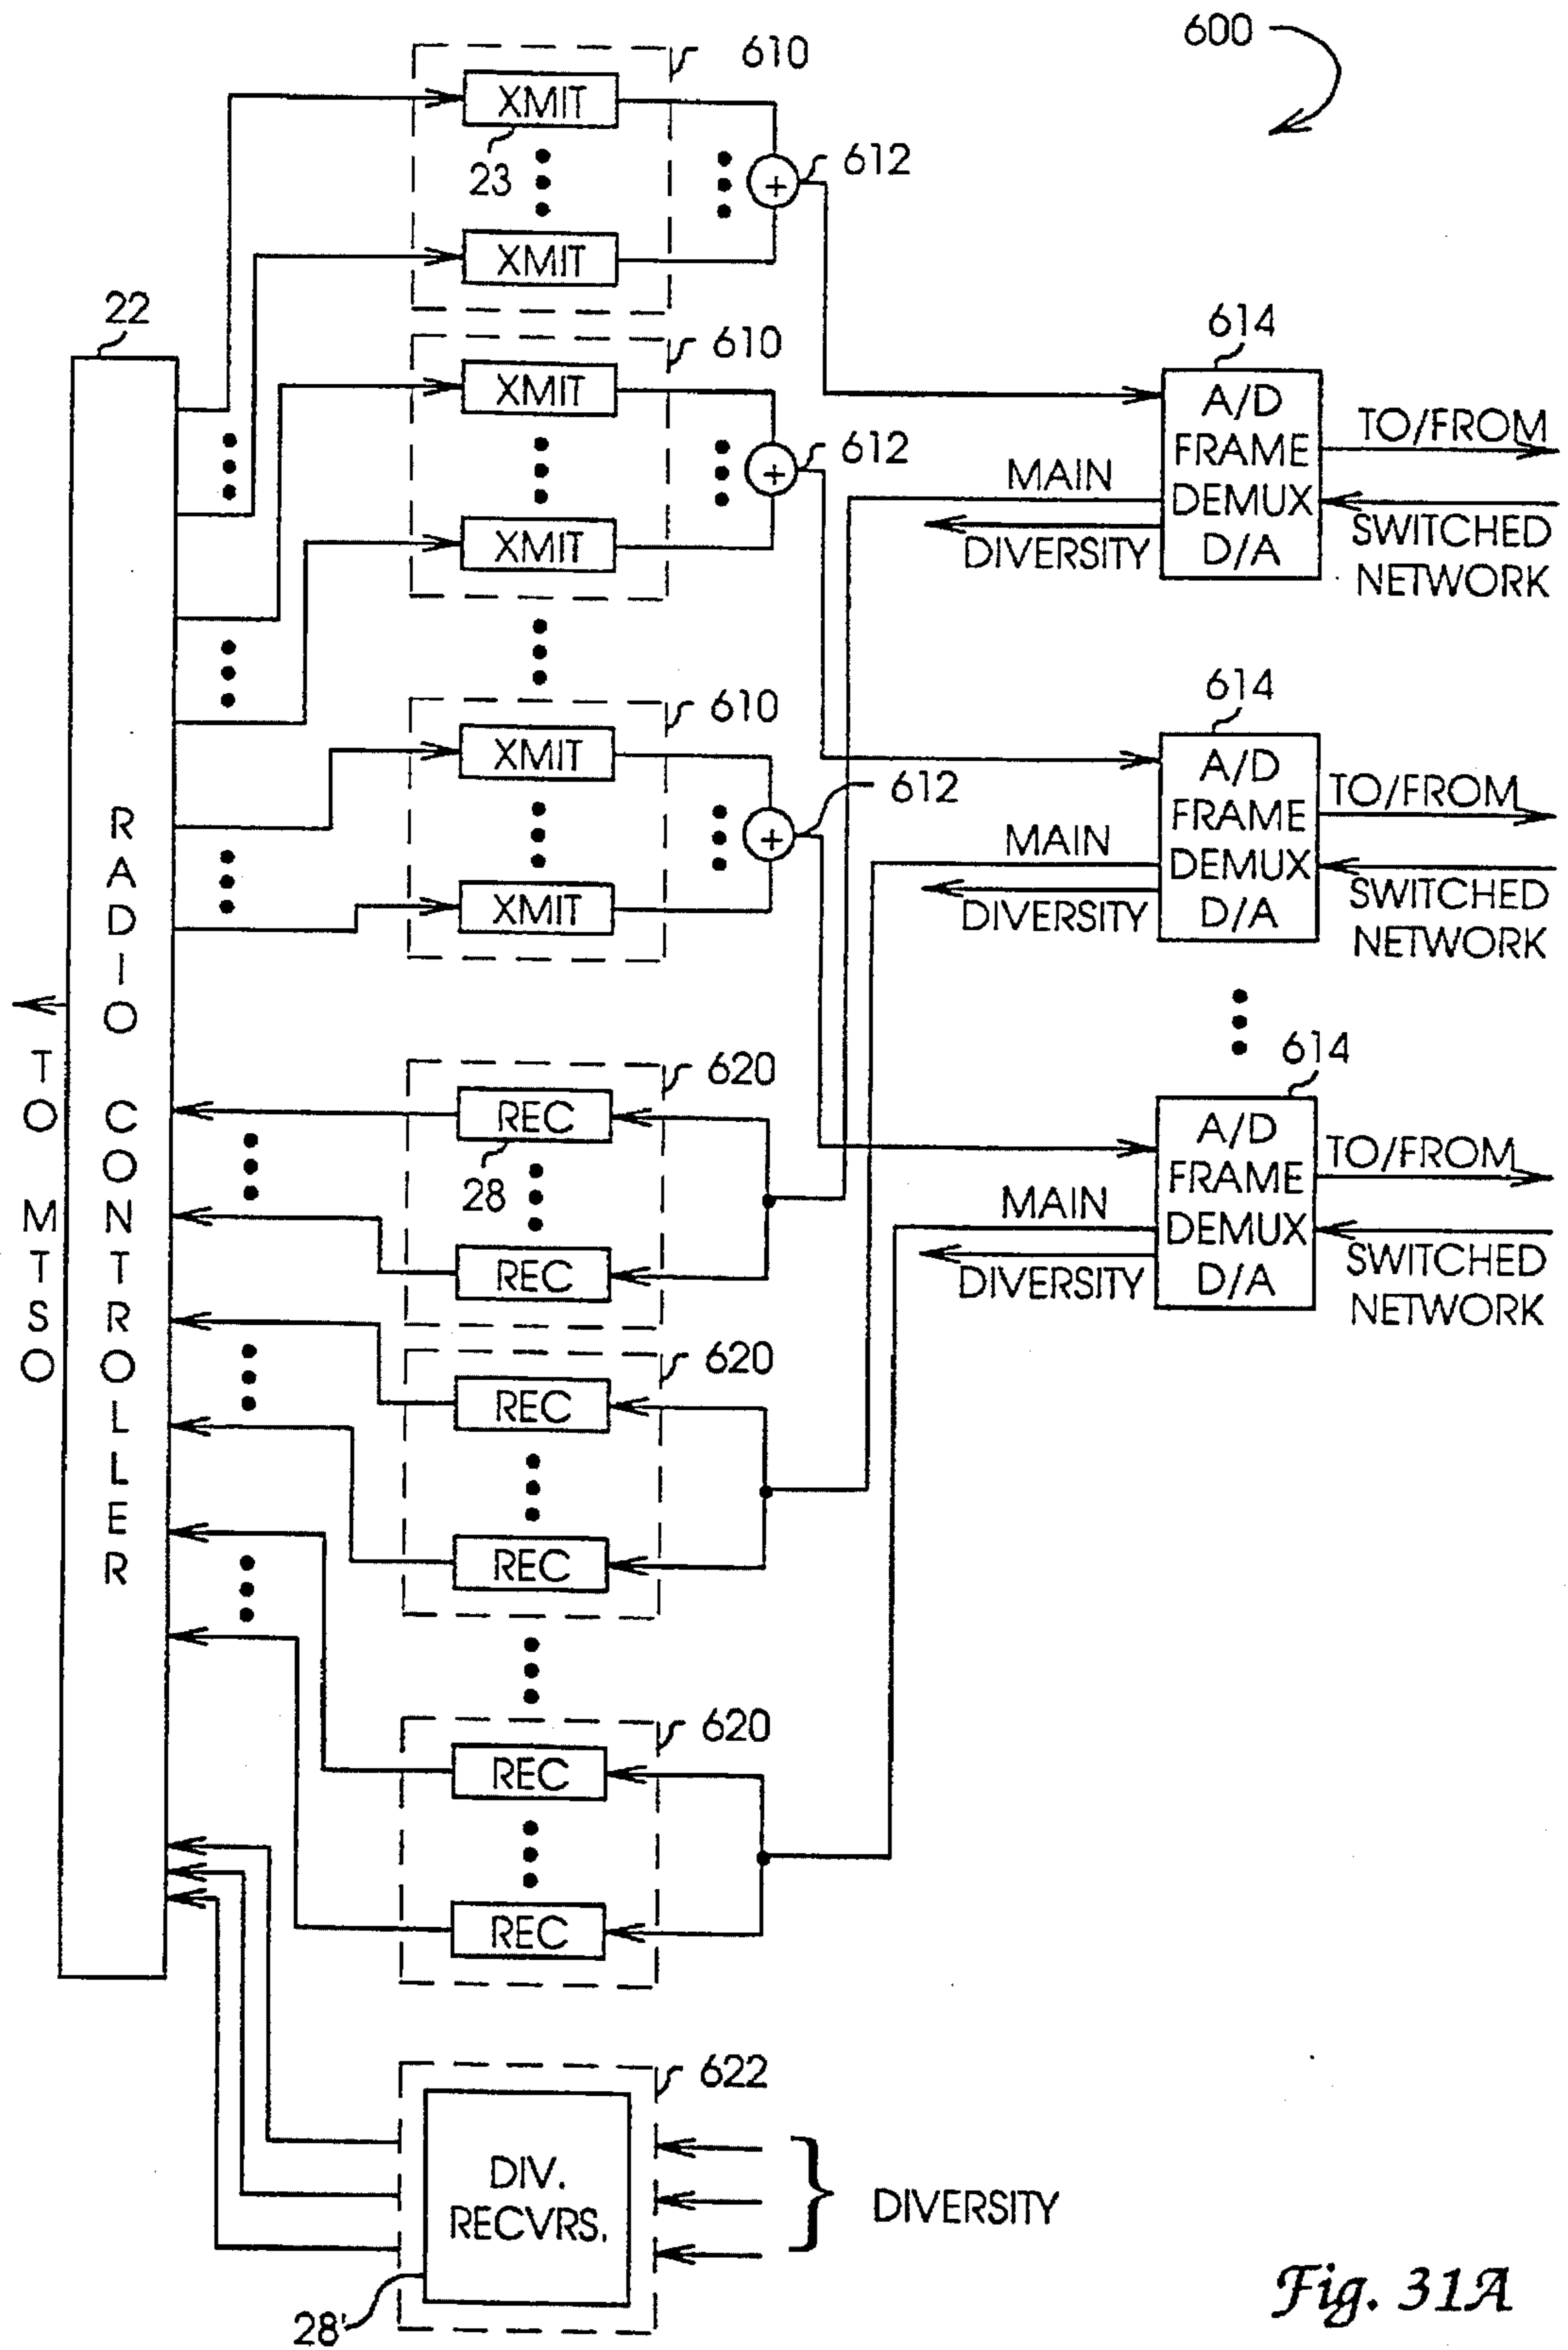 600
610
XMIT
23
612
XMIT
22
610
XMIT
612
XMIT
614
A/D
FRAME
DEMUX
D/A
TO/FROM
SWITCHED
NETWORK
MAIN
DIVERSITY
610
XMIT
612
XMIT
614
A/D
FRAME
DEMUX
D/A
TO/FROM
SWITCHED
NETWORK
MAIN
DIVERSITY
RADIO CONTROLLER
TO MTSO
620
REC
28
REC
614
A/D
FRAME
DEMUX
D/A
TO/FROM
SWITCHED
NETWORK
MAIN
DIVERSITY
620
REC
REC
620
REC
REC
622
DIV.
RECVRS.
28'
DIVERSITY
Fig. 31A